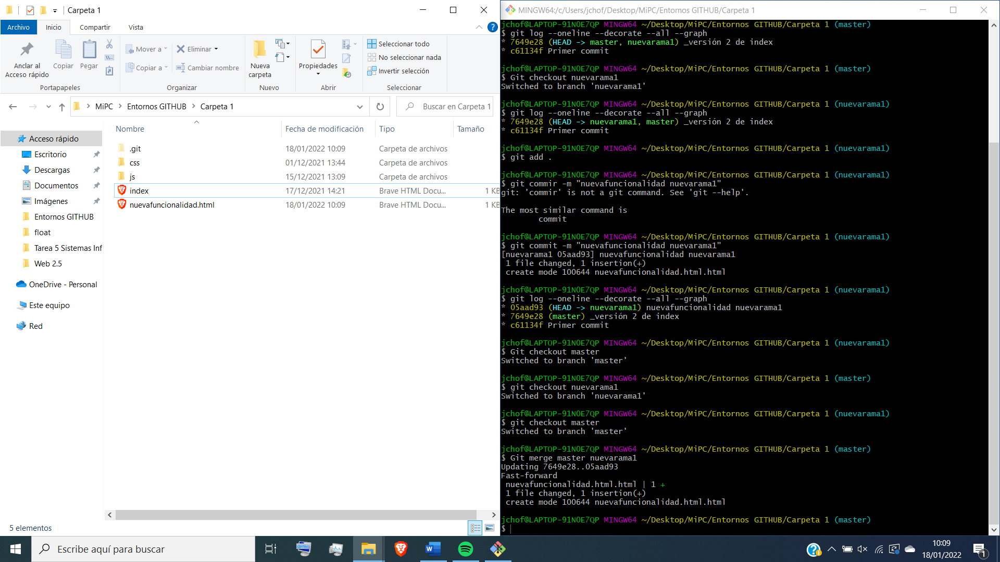 Carpeta 1
Archivo
Inicio
Compartir
Vista
Anclar al
Acceso rápido
Copiar
Pegar
Portapapeles
Mover a
Copiar a
Eliminar
Cambiar nombre
Organizar
Nueva
carpeta
Nuevo
Propiedades
Abrir
Seleccionar todo
No seleccionar nada
Invertir selección
Seleccionar
MiPC
Entornos GITHUB
Carpeta 1
Buscar en Carpeta 1
Acceso rápido
Escritorio
Descargas
Documentos
Imágenes
Entornos GITHUB
float
Tarea 5 Sistemas Inf
Web 2.5
OneDrive - Personal
Este equipo
Red
Nombre Fecha de modificación Tipo Tamaño
.git 18/01/2022 10:09 Carpeta de archivos
css 01/12/2021 13:44 Carpeta de archivos
js 15/12/2021 13:09 Carpeta de archivos
index 17/12/2021 14:21 Brave HTML Docu... 1 KB
nuevafuncionalidad.html 18/01/2022 10:09 Brave HTML Docu... 1 KB
5 elementos
MINGW64:/c/Users/jchof/Desktop/MiPC/Entornos GITHUB/Carpeta 1
jchof@LAPTOP-91N0E7QP MINGW64 ~/Desktop/MiPC/Entornos GITHUB/Carpeta 1 (master)
$ git log --oneline --decorate --all --graph
* 7649e28 (HEAD -> master, nuevarama1) _versión 2 de index
* c61134f Primer commit
jchof@LAPTOP-91N0E7QP MINGW64 ~/Desktop/MiPC/Entornos GITHUB/Carpeta 1 (master)
$ Git checkout nuevarama1
Switched to branch 'nuevarama1'
jchof@LAPTOP-91N0E7QP MINGW64 ~/Desktop/MiPC/Entornos GITHUB/Carpeta 1 (nuevarama1)
$ git log --oneline --decorate --all --graph
* 7649e28 (HEAD -> nuevarama1, master) _versión 2 de index
* c61134f Primer commit
jchof@LAPTOP-91N0E7QP MINGW64 ~/Desktop/MiPC/Entornos GITHUB/Carpeta 1 (nuevarama1)
$ git add .
jchof@LAPTOP-91N0E7QP MINGW64 ~/Desktop/MiPC/Entornos GITHUB/Carpeta 1 (nuevarama1)
$ git commir -m "nuevafuncionalidad nuevarama1"
git: 'commir' is not a git command. See 'git --help'.
The most similar command is
commit
jchof@LAPTOP-91N0E7QP MINGW64 ~/Desktop/MiPC/Entornos GITHUB/Carpeta 1 (nuevarama1)
$ git commit -m "nuevafuncionalidad nuevarama1"
[nuevarama1 05aad93] nuevafuncionalidad nuevarama1
1 file changed, 1 insertion(+)
create mode 100644 nuevafuncionalidad.html.html
jchof@LAPTOP-91N0E7QP MINGW64 ~/Desktop/MiPC/Entornos GITHUB/Carpeta 1 (nuevarama1)
$ git log --oneline --decorate --all --graph
* 05aad93 (HEAD -> nuevarama1) nuevafuncionalidad nuevarama1
* 7649e28 (master) _versión 2 de index
* c61134f Primer commit
jchof@LAPTOP-91N0E7QP MINGW64 ~/Desktop/MiPC/Entornos GITHUB/Carpeta 1 (nuevarama1)
$ Git checkout master
Switched to branch 'master'
jchof@LAPTOP-91N0E7QP MINGW64 ~/Desktop/MiPC/Entornos GITHUB/Carpeta 1 (master)
$ git checkout nuevarama1
Switched to branch 'nuevarama1'
jchof@LAPTOP-91N0E7QP MINGW64 ~/Desktop/MiPC/Entornos GITHUB/Carpeta 1 (nuevarama1)
$ git checkout master
Switched to branch 'master'
jchof@LAPTOP-91N0E7QP MINGW64 ~/Desktop/MiPC/Entornos GITHUB/Carpeta 1 (master)
$ Git merge master nuevarama1
Updating 7649e28..05aad93
Fast-forward
nuevafuncionalidad.html.html | 1 +
1 file changed, 1 insertion(+)
create mode 100644 nuevafuncionalidad.html.html
jchof@LAPTOP-91N0E7QP MINGW64 ~/Desktop/MiPC/Entornos GITHUB/Carpeta 1 (master)
$
Escribe aquí para buscar
10:09
18/01/2022
1